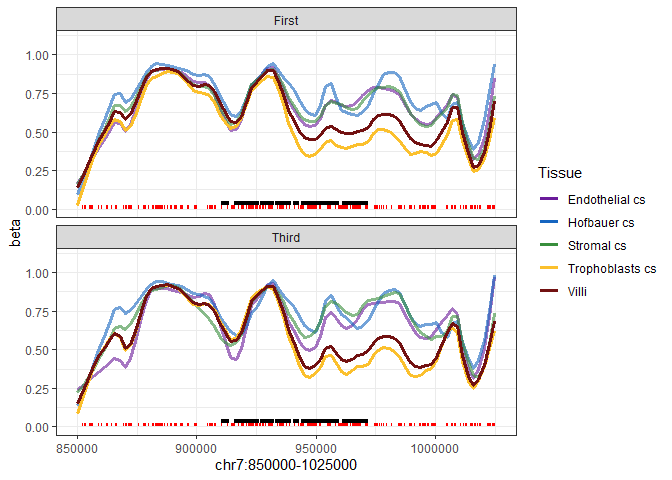 First
1.00
0.75
0.50
0.25
0.00
beta
Third
1.00
0.75
0.50
0.25
0.00
850000 900000 950000 1000000
chr7:850000-1025000
Tissue
Endothelial cs
Hofbauer cs
Stromal cs
Trophoblasts cs
Villi